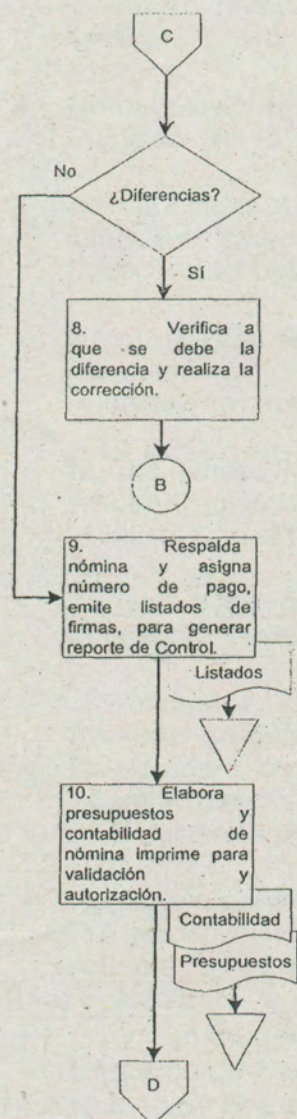 C
¿Diferencias?
No
Sí
8. Verifica a
que se debe la
diferencia y realiza la
corrección.
B
9. Respalda
nómina y asigna
número de pago,
emite listados de
firmas, para generar
reporte de Control.
Listados
10. Elabora
presupuestos y
contabilidad de
nómina imprime para
validación y
autorización.
Contabilidad
Presupuestos
D